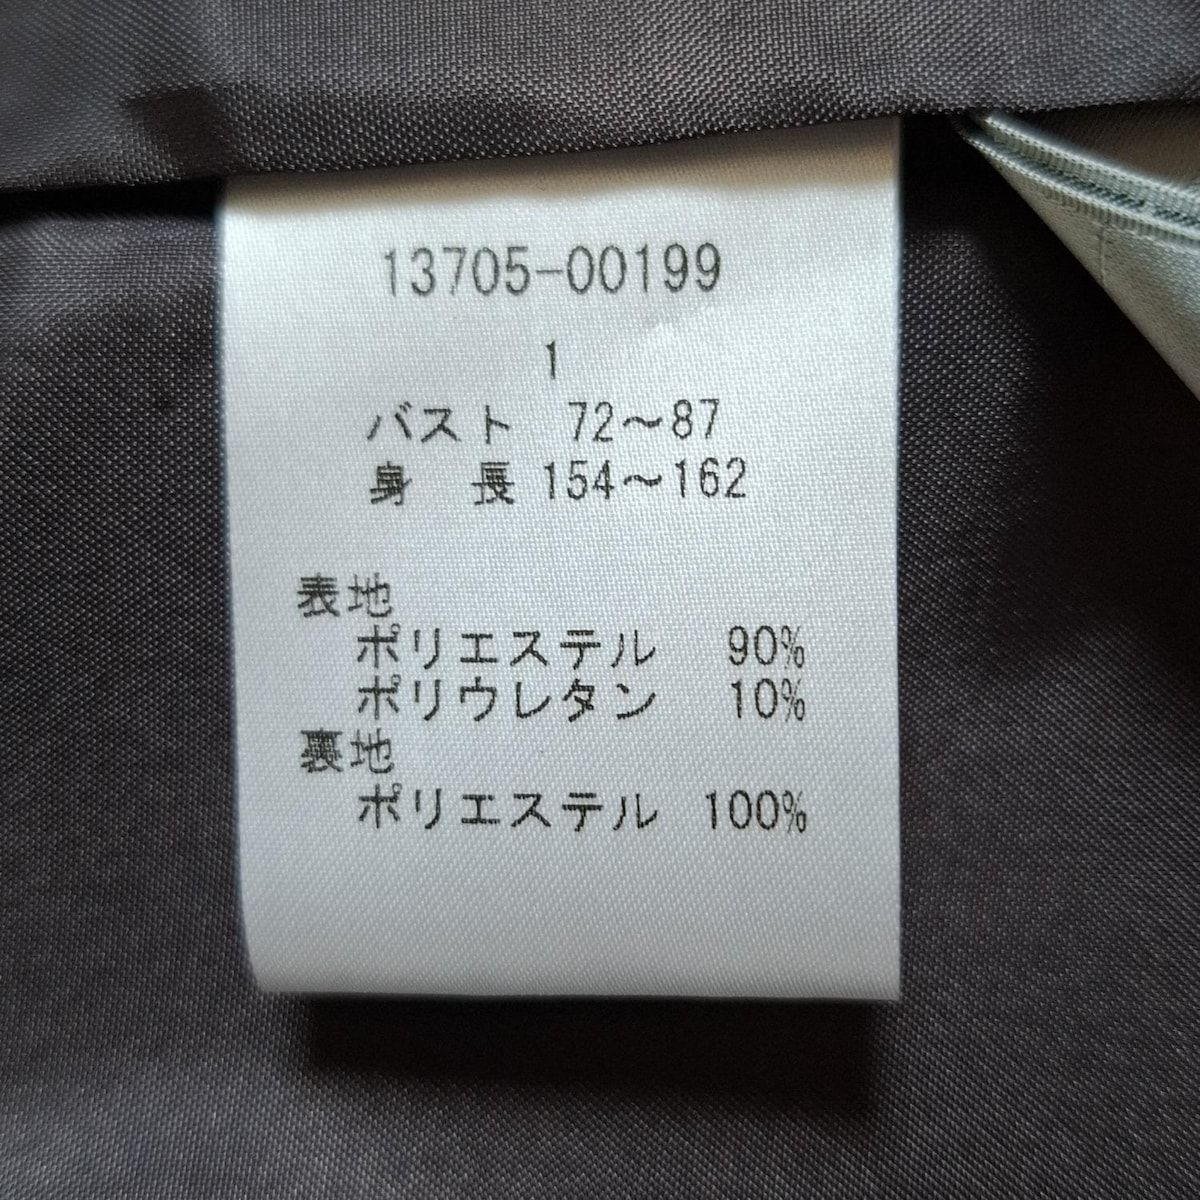 13705-00199
1
バスト 72～87
身 長 154～162
表地
ポリエステル 90%
ポリウレタン 10%
裏地
ポリエステル 100%